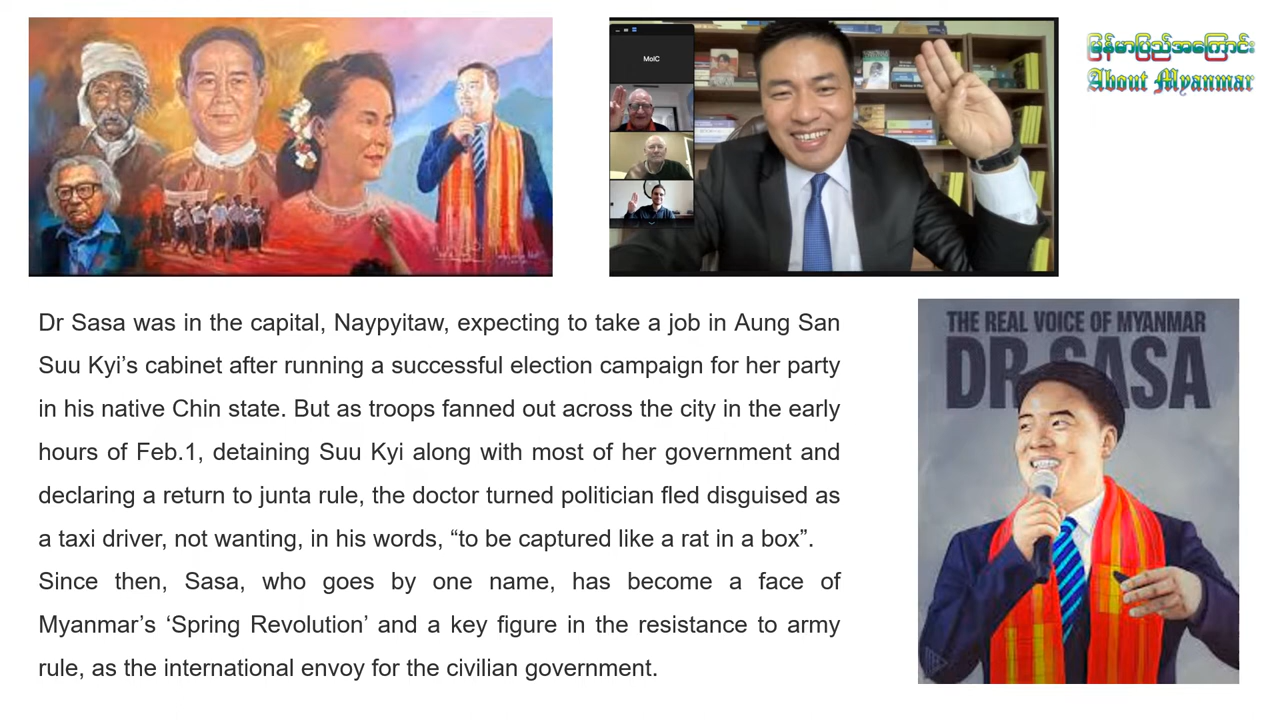 MoIC
မြန်မာပြည်အကြောင်း
About Myanmar
Dr Sasa was in the capital, Naypyitaw, expecting to take a job in Aung San
Suu Kyi’s cabinet after running a successful election campaign for her party
in his native Chin state. But as troops fanned out across the city in the early
hours of Feb.1, detaining Suu Kyi along with most of her government and
declaring a return to junta rule, the doctor turned politician fled disguised as
a taxi driver, not wanting, in his words, “to be captured like a rat in a box”.
Since then, Sasa, who goes by one name, has become a face of
Myanmar’s ‘Spring Revolution’ and a key figure in the resistance to army
rule, as the international envoy for the civilian government.
THE REAL VOICE OF MYANMAR
DR SASA